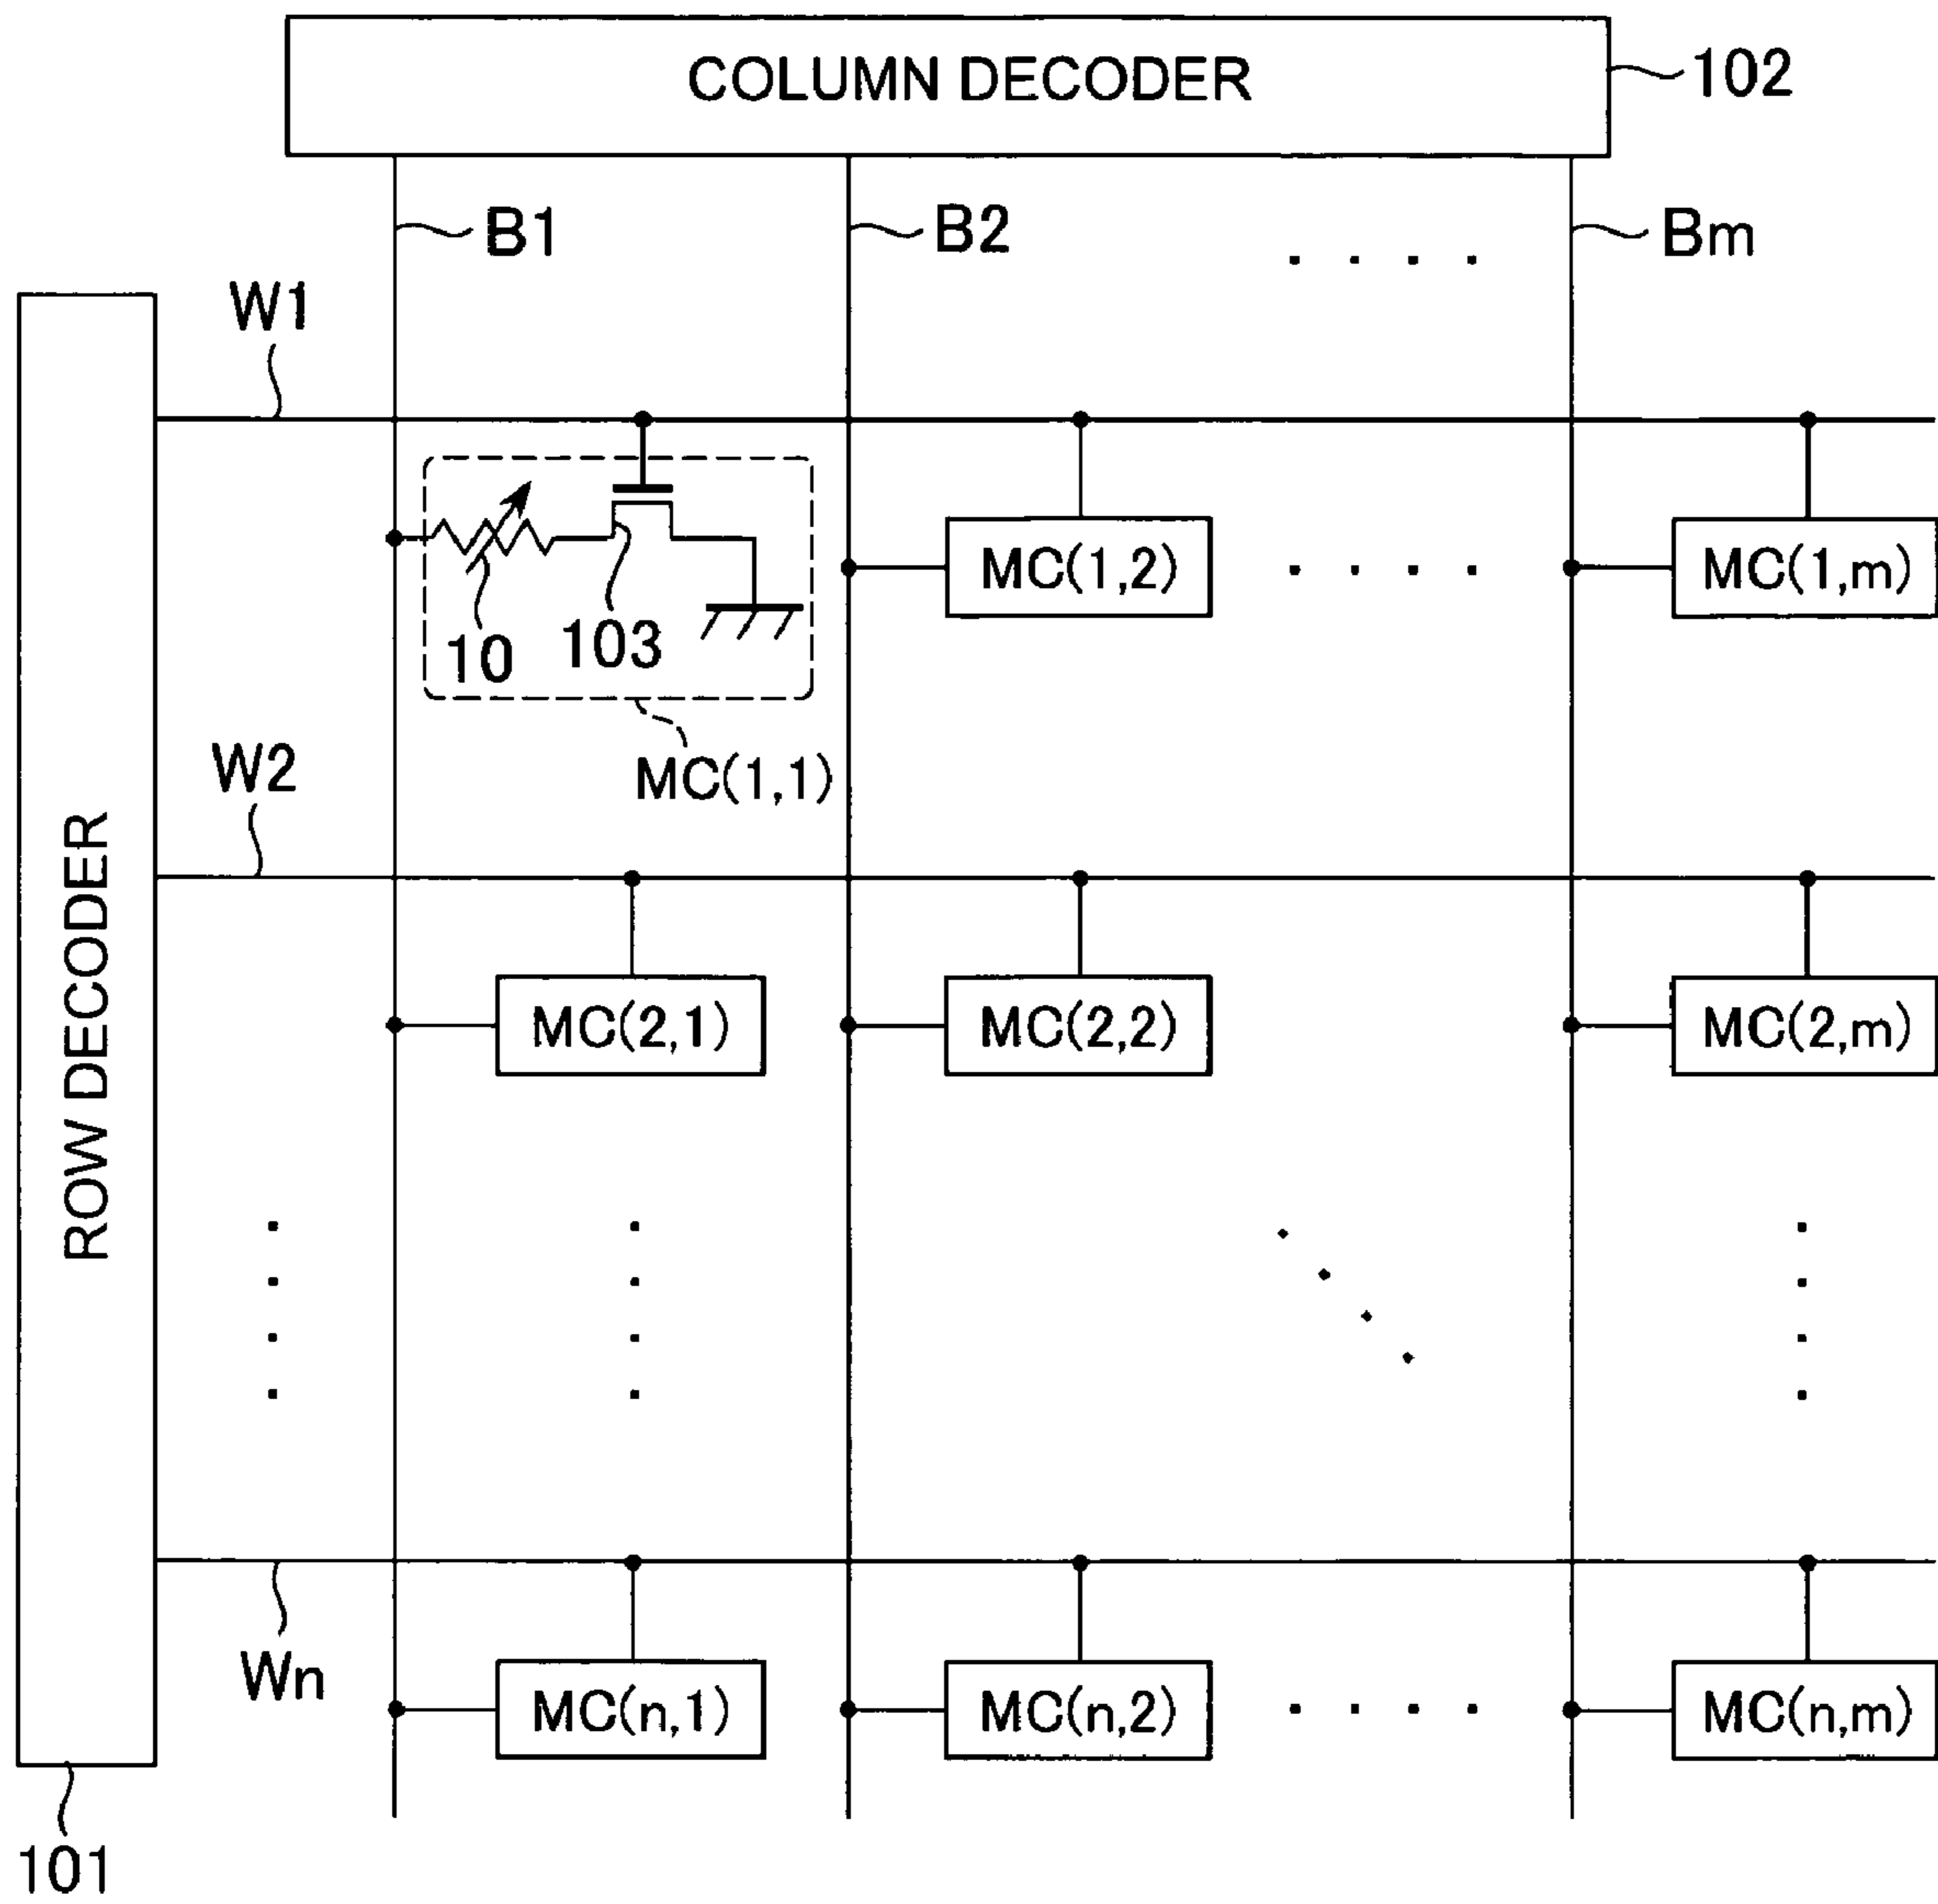 COLUMN DECODER
102
B1
B2
Bm
W1
10
103
MC(1,2)
MC(1,m)
MC(1,1)
W2
ROW DECODER
MC(2,1)
MC(2,2)
MC(2,m)
Wn
MC(n,1)
MC(n,2)
MC(n,m)
101